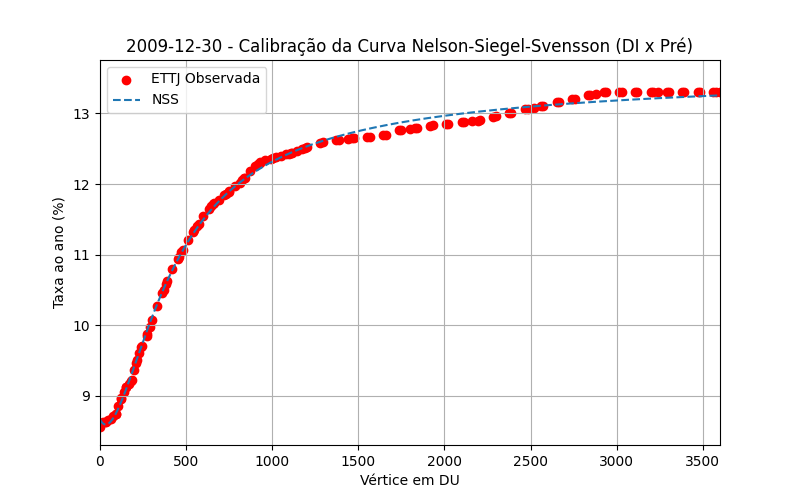 2009-12-30 - Calibração da Curva Nelson-Siegel-Svensson (DI x Pré)
ETTJ Observada
NSS
Taxa ao ano (%)
13
12
11
10
9
0 500 1000 1500 2000 2500 3000 3500
Vértice em DU